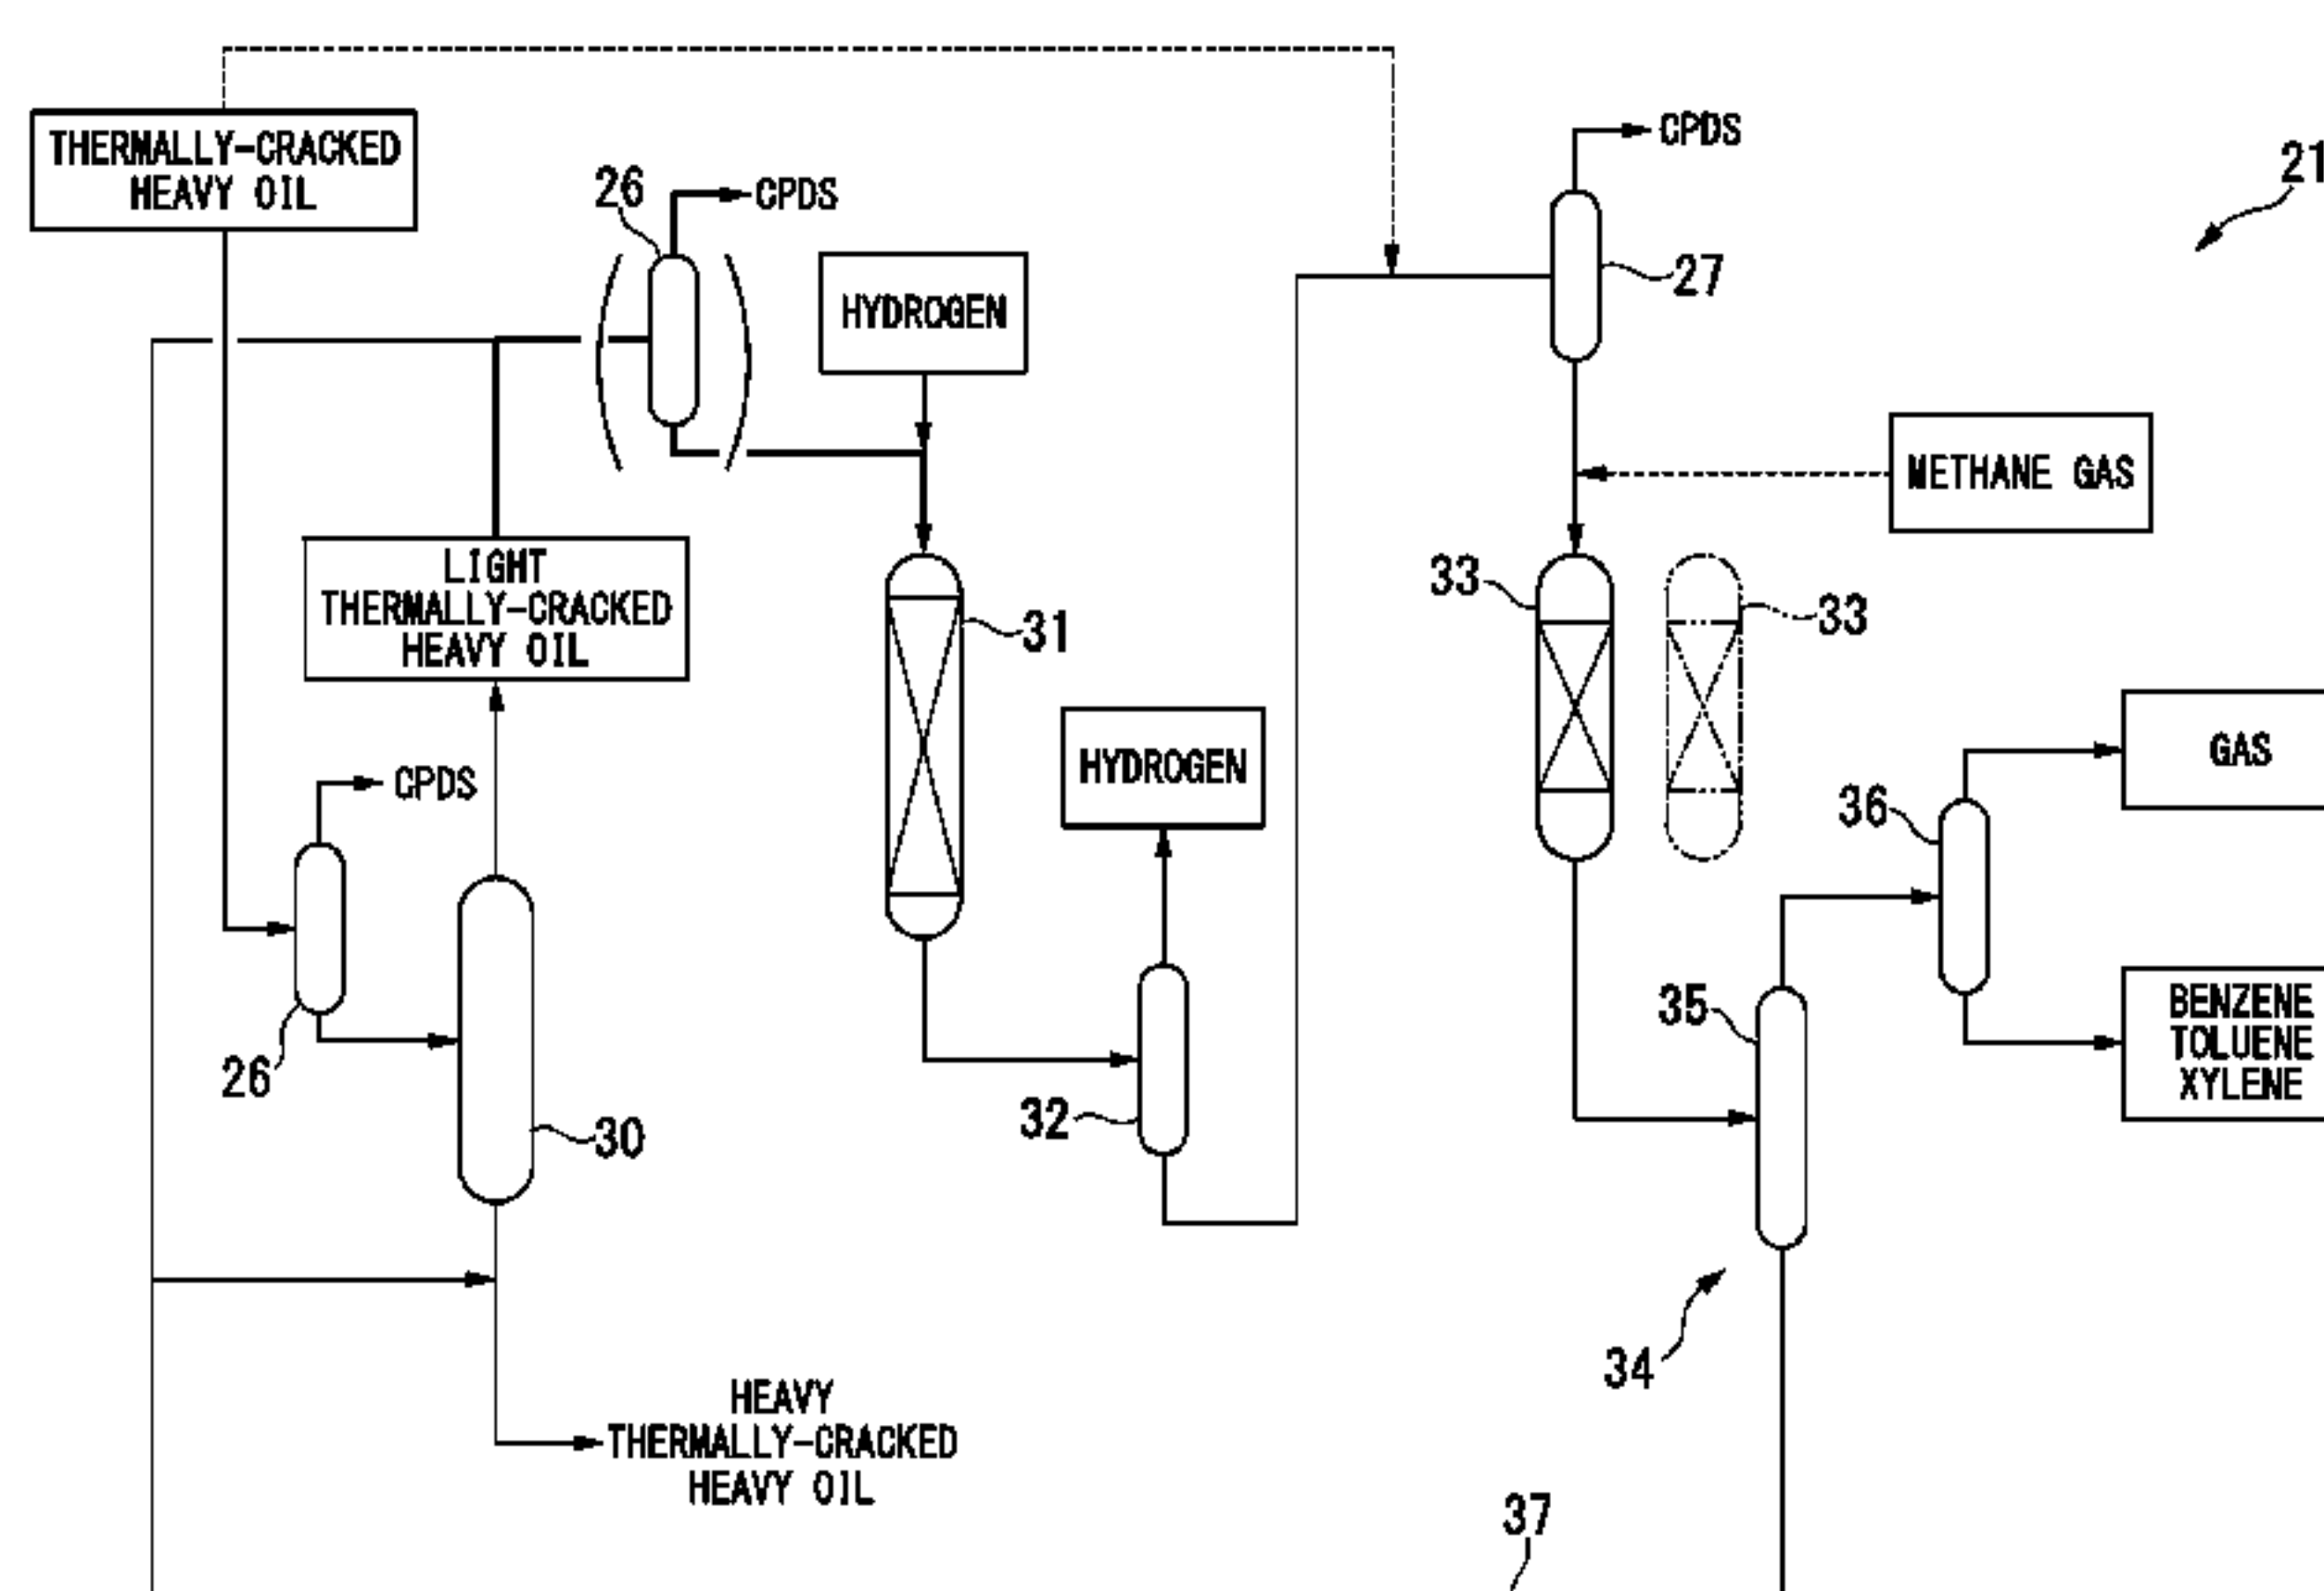 THERMALLY-CRACKED
HEAVY OIL
26
CPDS
HYDROGEN
CPDS
27
21
METHANE GAS
LIGHT
THERMALLY-CRACKED
HEAVY OIL
31
33
33
HYDROGEN
CPDS
26
30
32
36
GAS
35
BENZENE
TOLUENE
XYLENE
34
HEAVY
THERMALLY-CRACKED
HEAVY OIL
37